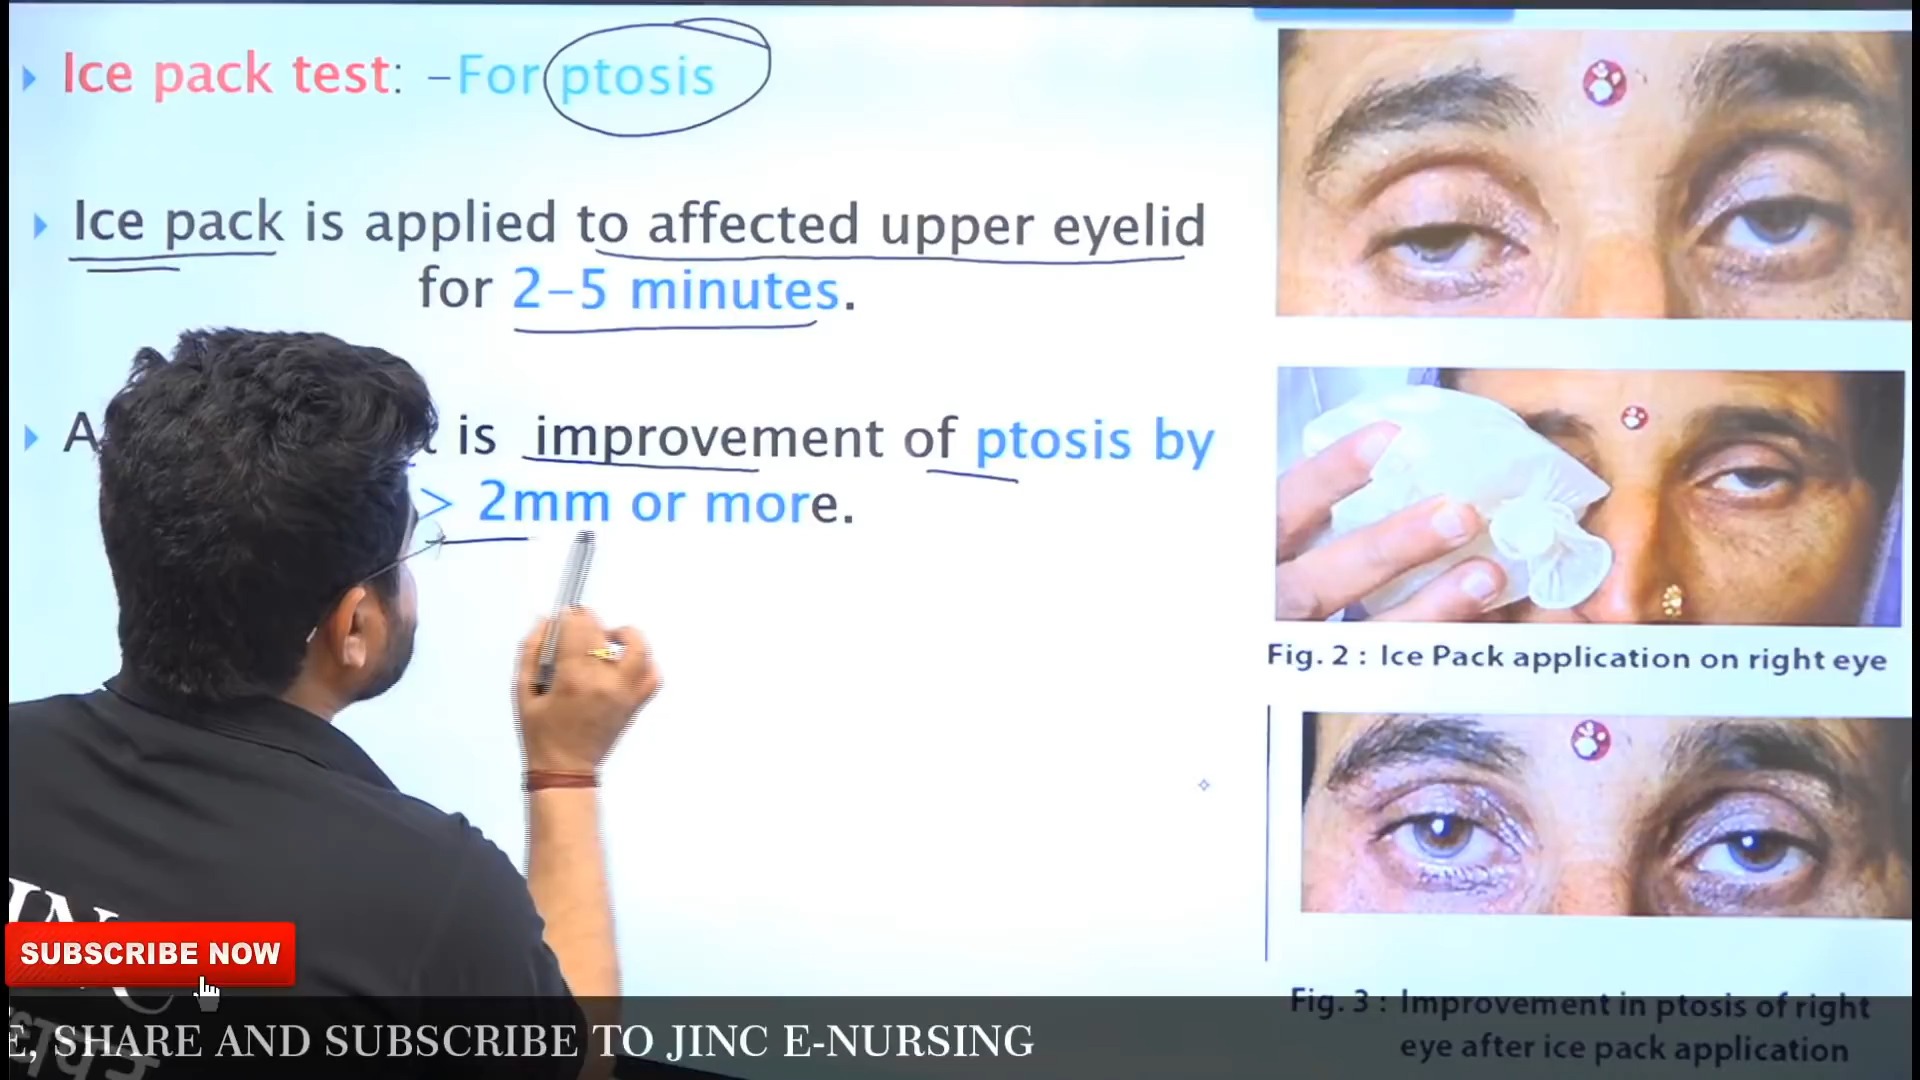 Ice pack test: -For ptosis
Ice pack is applied to affected upper eyelid
for 2-5 minutes.
is improvement of ptosis by
> 2mm or more.
Fig. 2 : Ice Pack application on right eye
Fig. 3 : Improvement in ptosis of right
eye after ice pack application
SUBSCRIBE NOW
E, SHARE AND SUBSCRIBE TO JINC E-NURSING